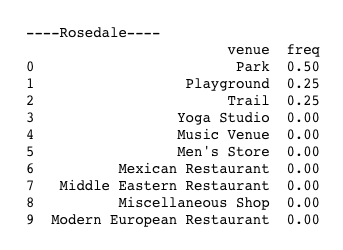 ----Rosedale----
venue freq
0 Park 0.50
1 Playground 0.25
2 Trail 0.25
3 Yoga Studio 0.00
4 Music Venue 0.00
5 Men's Store 0.00
6 Mexican Restaurant 0.00
7 Middle Eastern Restaurant 0.00
8 Miscellaneous Shop 0.00
9 Modern European Restaurant 0.00